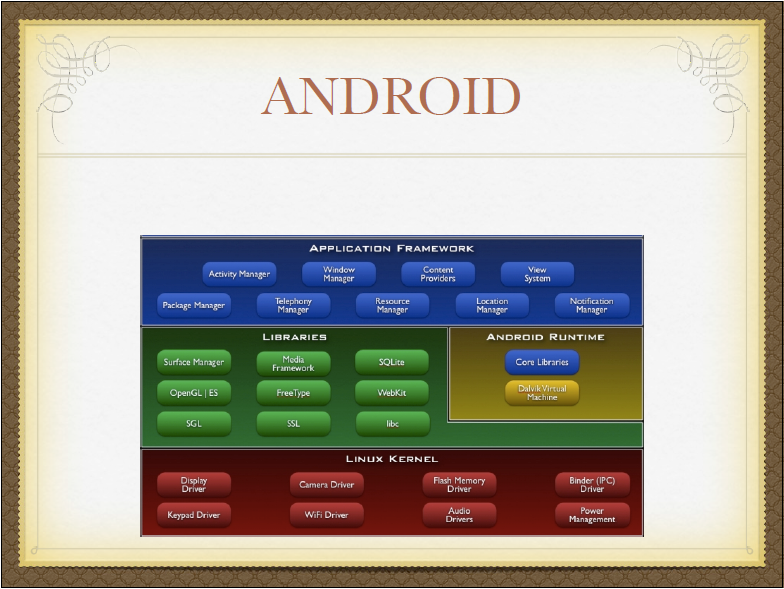 ANDROID
APPLICATION FRAMEWORK
Activity Manager
Window
Manager
Content
Providers
View
System
Package Manager
Telephony
Manager
Resource
Manager
Location
Manager
Notification
Manager
LIBRARIES
Surface Manager
Media
Framework
SQLite
OpenGL | ES
FreeType
WebKit
SGL
SSL
libc
ANDROID RUNTIME
Core Libraries
Dalvik Virtual
Machine
LINUX KERNEL
Display
Driver
Camera Driver
Flash Memory
Driver
Binder (IPC)
Driver
Keypad Driver
WiFi Driver
Audio
Drivers
Power
Management